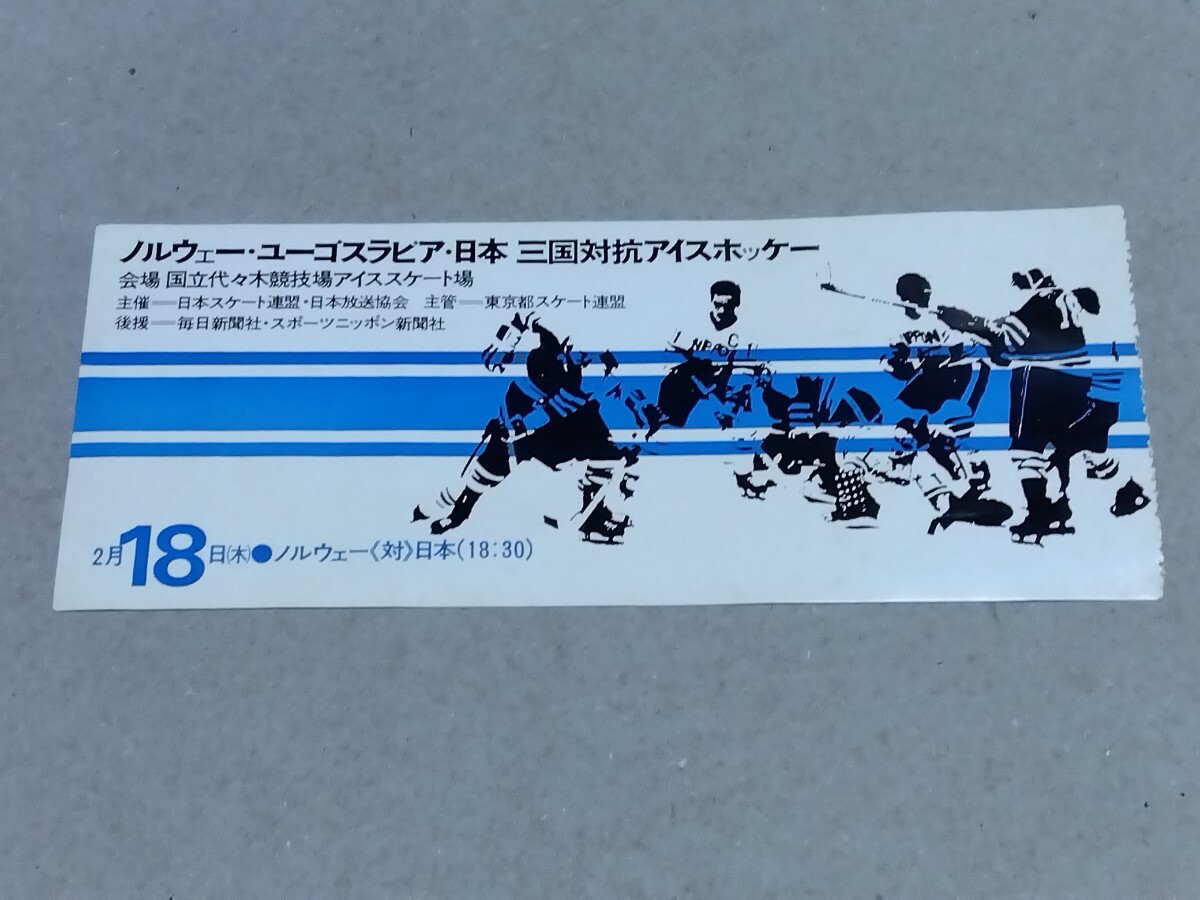 ノルウェー・ユーゴスラビア・日本 三国対抗アイスホッケー
会場 国立代々木競技場アイススケート場
主催──日本スケート連盟・日本放送協会 主管──東京都スケート連盟
後援──毎日新聞社・スポーツニッポン新聞社
NIPPON
C
2月18日(木)●ノルウェー《対》日本(18:30)